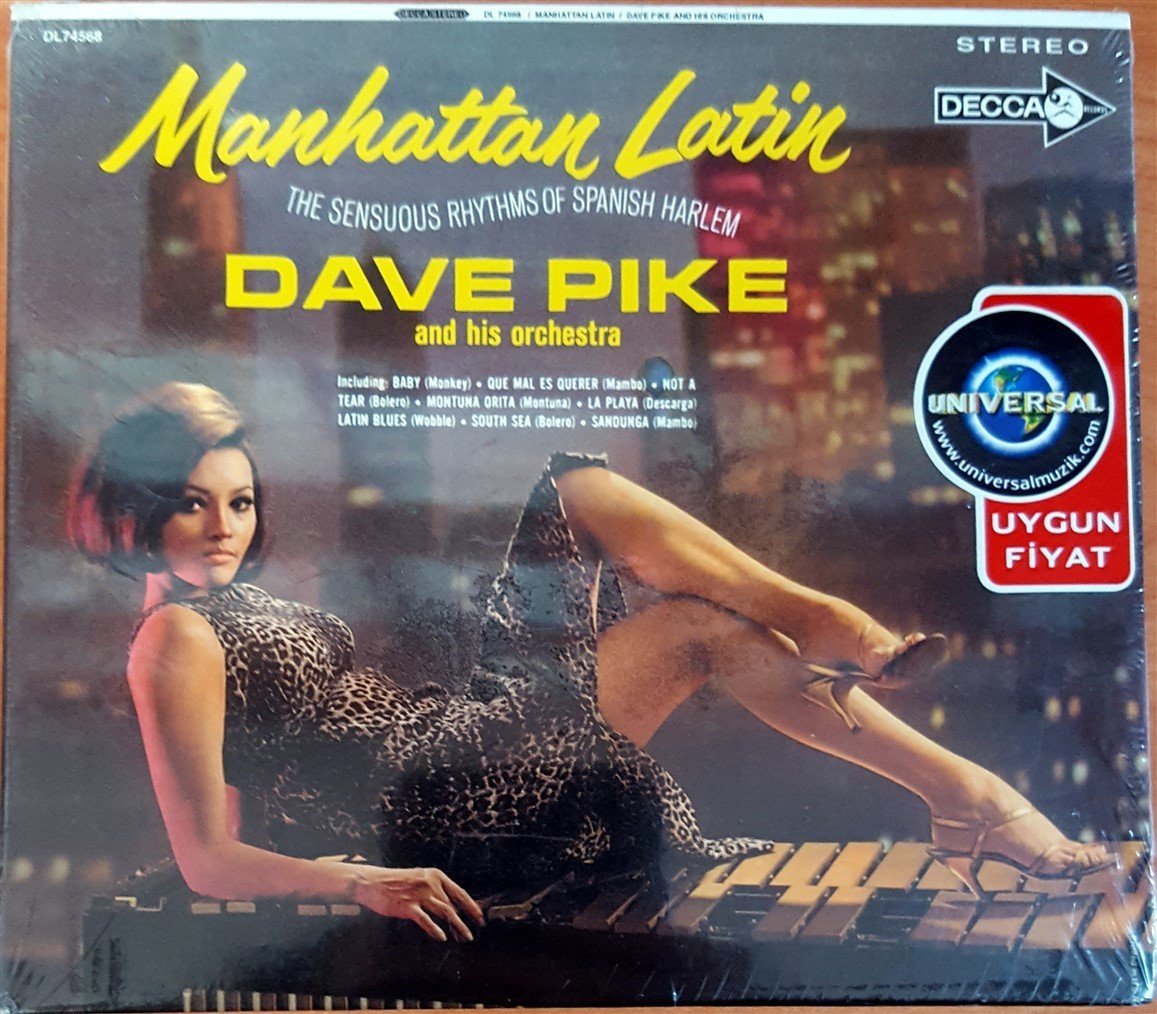 DECCA/STEREO DL 74568 / MANHATTAN LATIN / DAVE PIKE AND HIS ORCHESTRA
DL74568
STEREO
DECCA RECORDS
Manhattan Latin
THE SENSUOUS RHYTHMS OF SPANISH HARLEM
DAVE PIKE
and his orchestra
Including: BABY (Monkey) • QUE MAL ES QUERER (Mambo) • NOT A
TEAR (Bolero) • MONTUNA ORITA (Montuna) • LA PLAYA (Descarga)
LATIN BLUES (Wobble) • SOUTH SEA (Bolero) • SANDUNGA (Mambo)
UNIVERSAL
www.universalmuzik.com
UYGUN
FİYAT